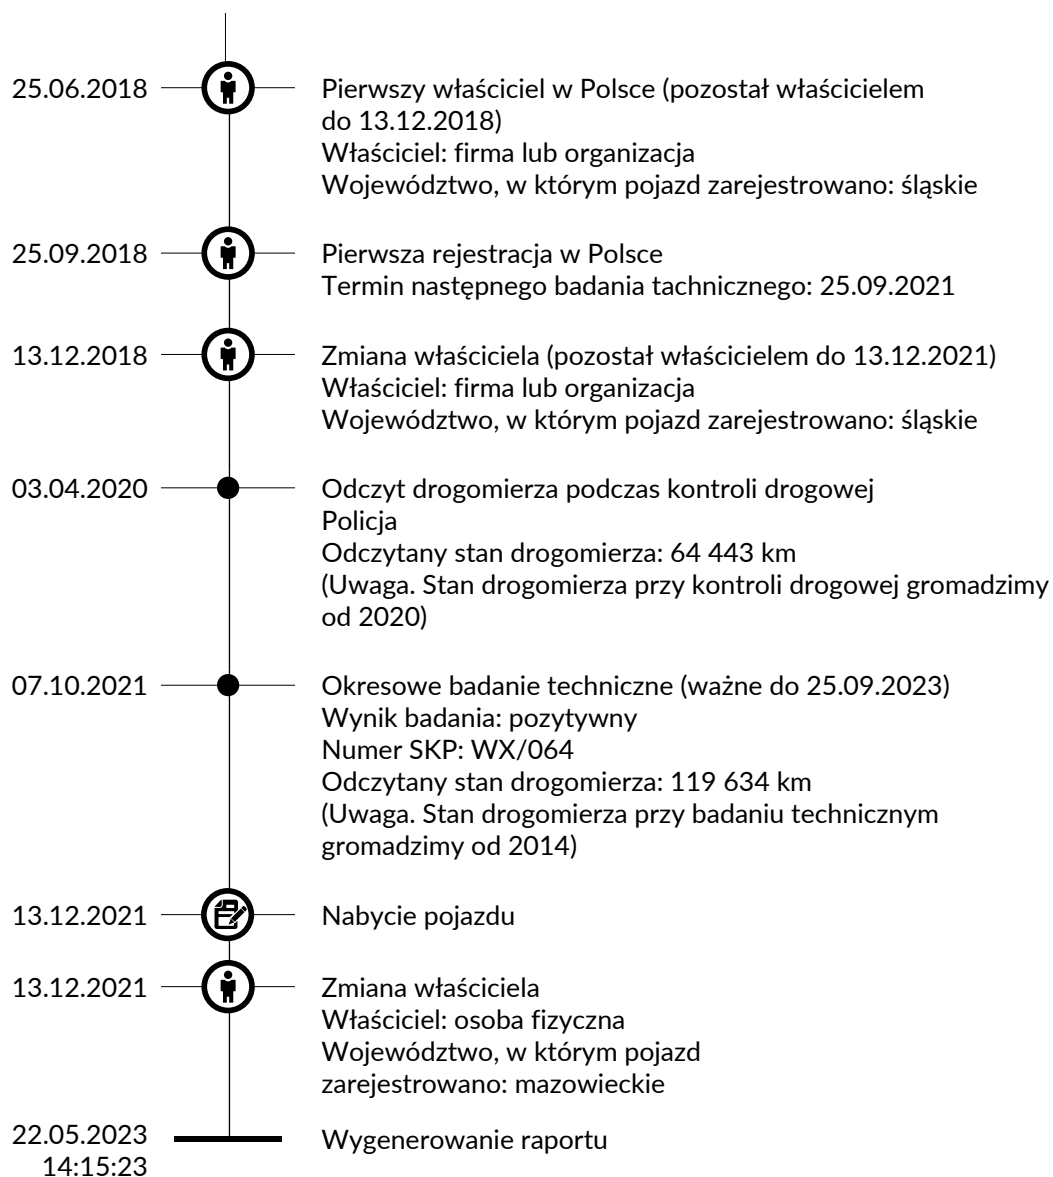 25.06.2018
Pierwszy właściciel w Polsce (pozostał właścicielem
do 13.12.2018)
Właściciel: firma lub organizacja
Województwo, w którym pojazd zarejestrowano: śląskie
25.09.2018
Pierwsza rejestracja w Polsce
Termin następnego badania tachnicznego: 25.09.2021
13.12.2018
Zmiana właściciela (pozostał właścicielem do 13.12.2021)
Właściciel: firma lub organizacja
Województwo, w którym pojazd zarejestrowano: śląskie
03.04.2020
Odczyt drogomierza podczas kontroli drogowej
Policja
Odczytany stan drogomierza: 64 443 km
(Uwaga. Stan drogomierza przy kontroli drogowej gromadzimy
od 2020)
07.10.2021
Okresowe badanie techniczne (ważne do 25.09.2023)
Wynik badania: pozytywny
Numer SKP: WX/064
Odczytany stan drogomierza: 119 634 km
(Uwaga. Stan drogomierza przy badaniu technicznym
gromadzimy od 2014)
13.12.2021
Nabycie pojazdu
13.12.2021
Zmiana właściciela
Właściciel: osoba fizyczna
Województwo, w którym pojazd
zarejestrowano: mazowieckie
22.05.2023
14:15:23
Wygenerowanie raportu